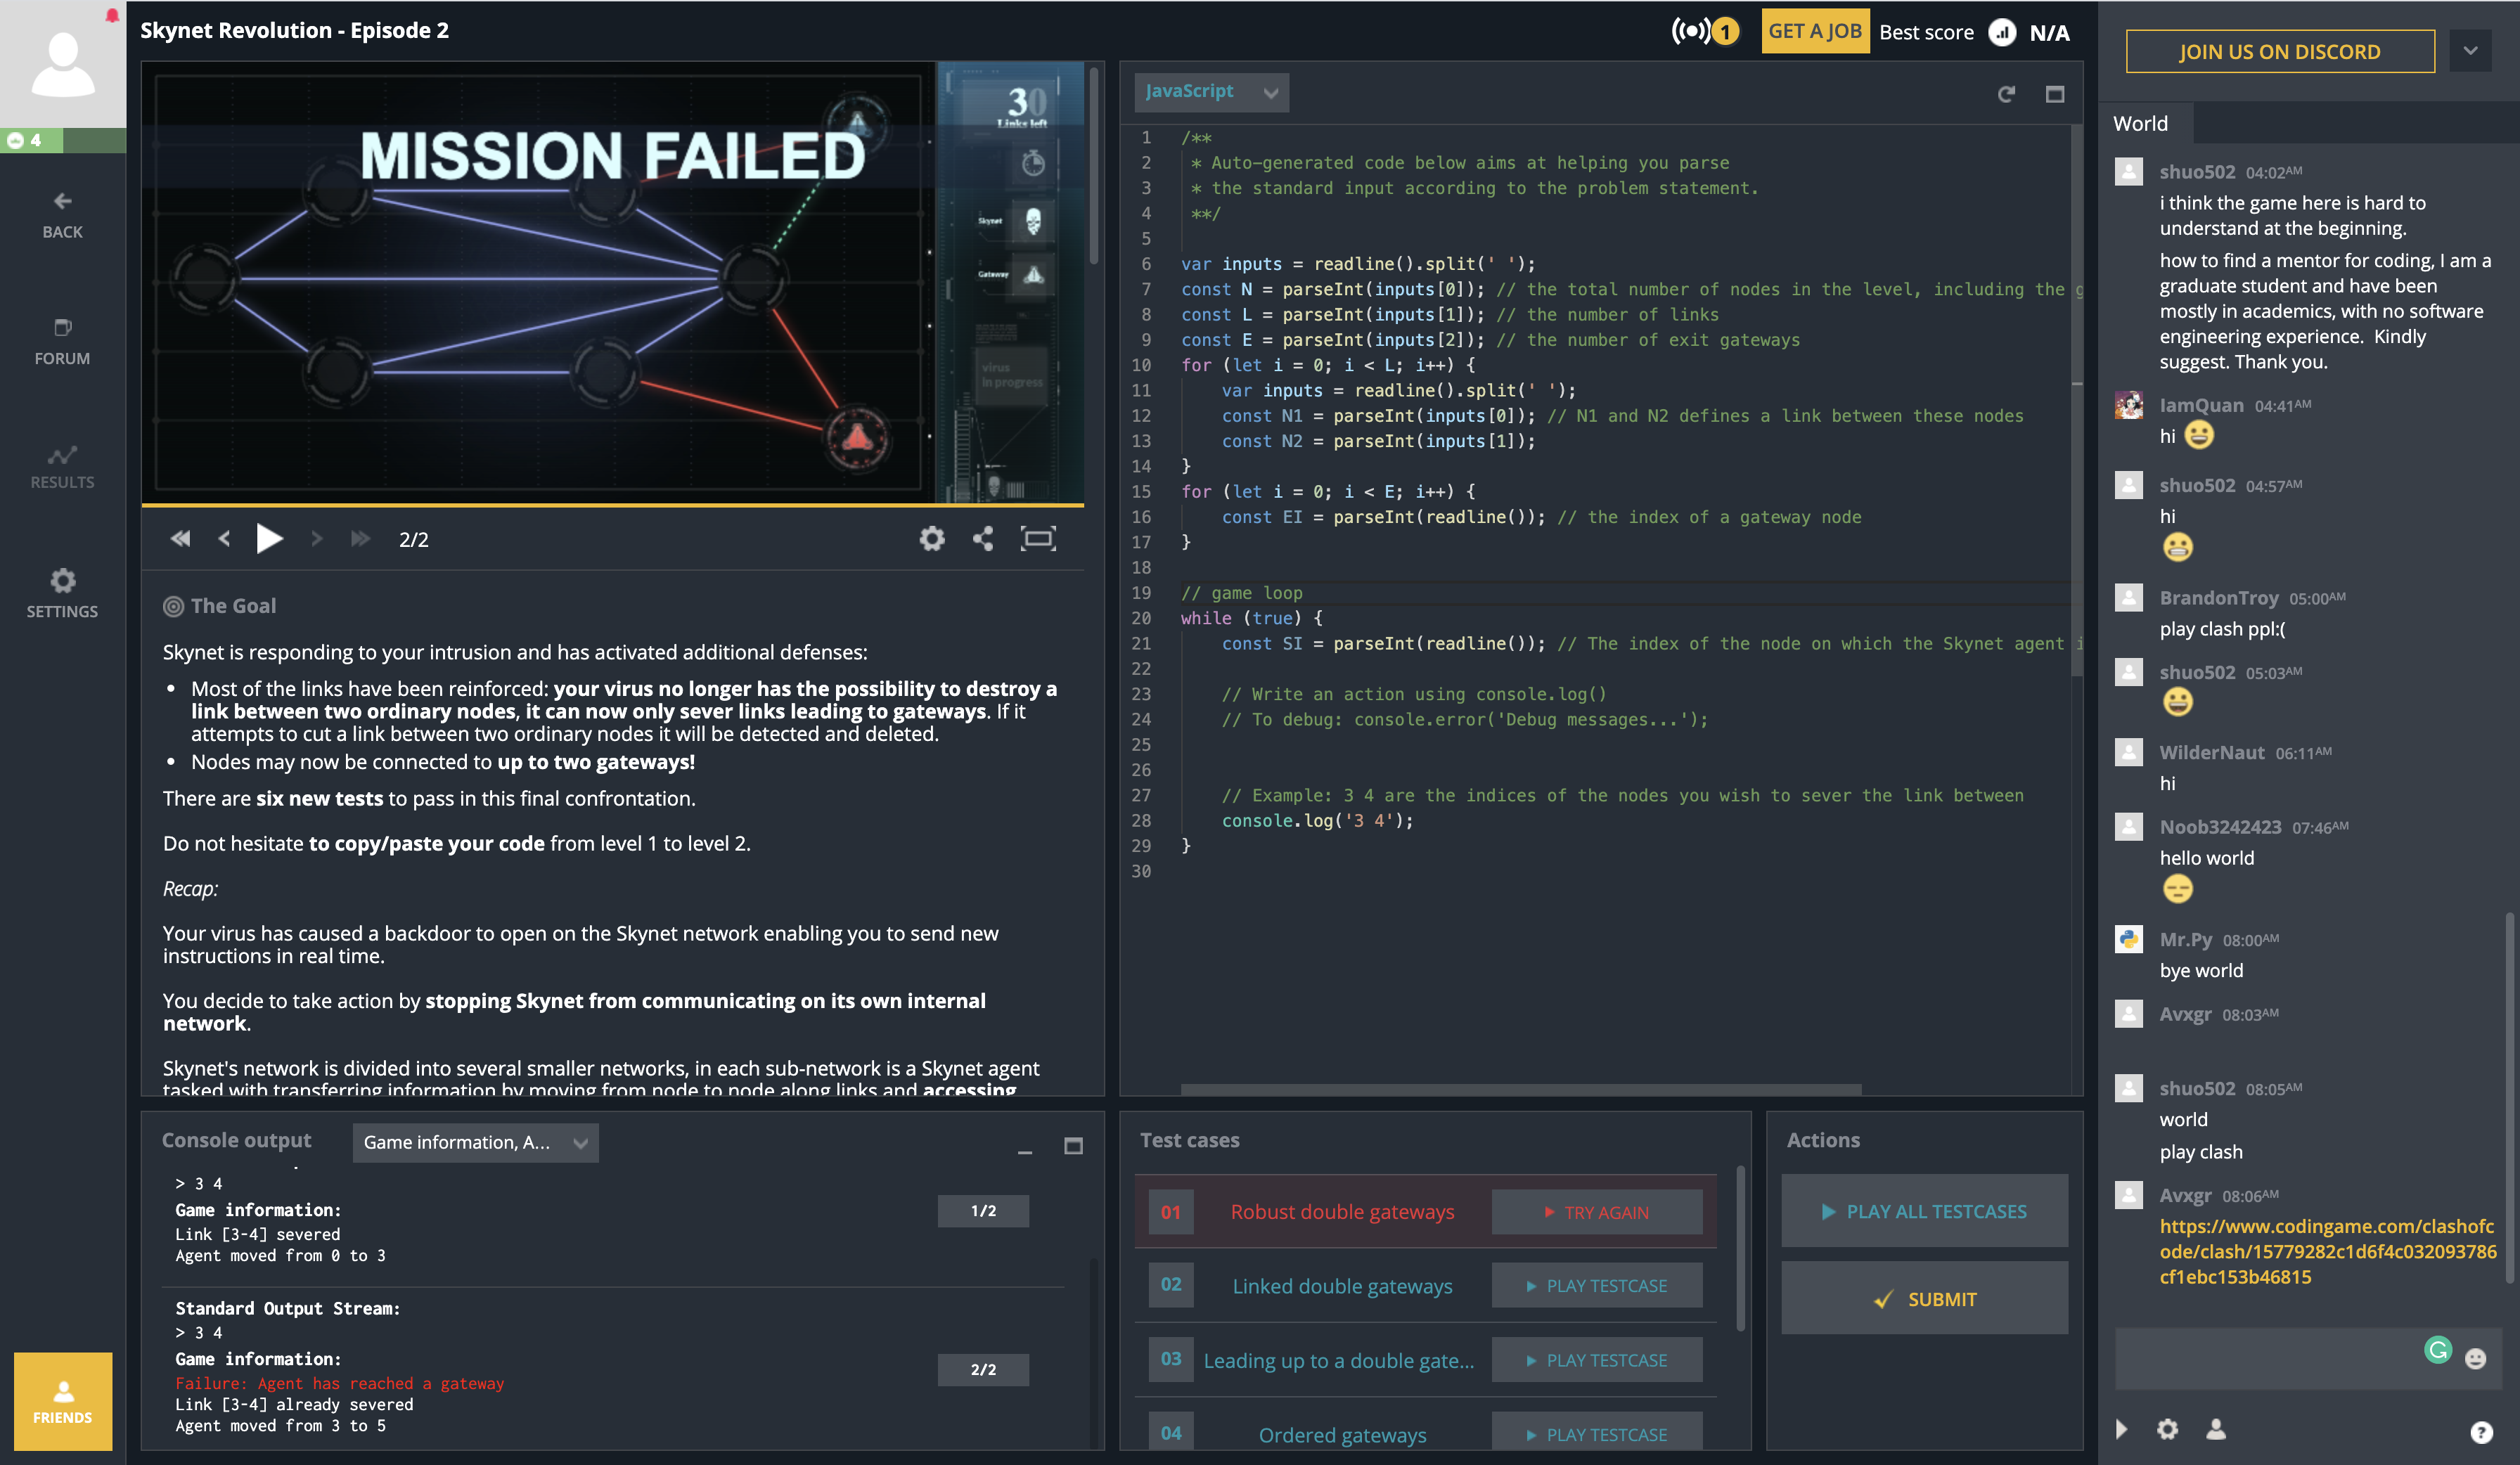 Skynet Revolution - Episode 2
1
GET A JOB
Best score
N/A
JOIN US ON DISCORD
4
BACK
FORUM
RESULTS
SETTINGS
FRIENDS
MISSION FAILED
30
Links left
Skynet
Gateway
virus
in progress
2/2
The Goal
Skynet is responding to your intrusion and has activated additional defenses:
• Most of the links have been reinforced: your virus no longer has the possibility to destroy a
link between two ordinary nodes, it can now only sever links leading to gateways. If it
attempts to cut a link between two ordinary nodes it will be detected and deleted.
• Nodes may now be connected to up to two gateways!
There are six new tests to pass in this final confrontation.
Do not hesitate to copy/paste your code from level 1 to level 2.
Recap:
Your virus has caused a backdoor to open on the Skynet network enabling you to send new
instructions in real time.
You decide to take action by stopping Skynet from communicating on its own internal
network.
Skynet's network is divided into several smaller networks, in each sub-network is a Skynet agent
tasked with transferring information by moving from node to node along links and accessing
JavaScript
1 /**
2 * Auto-generated code below aims at helping you parse
3 * the standard input according to the problem statement.
4 **/
5
6 var inputs = readline().split(' ');
7 const N = parseInt(inputs[0]); // the total number of nodes in the level, including the g
8 const L = parseInt(inputs[1]); // the number of links
9 const E = parseInt(inputs[2]); // the number of exit gateways
10 for (let i = 0; i < L; i++) {
11 var inputs = readline().split(' ');
12 const N1 = parseInt(inputs[0]); // N1 and N2 defines a link between these nodes
13 const N2 = parseInt(inputs[1]);
14 }
15 for (let i = 0; i < E; i++) {
16 const EI = parseInt(readline()); // the index of a gateway node
17 }
18
19 // game loop
20 while (true) {
21 const SI = parseInt(readline()); // The index of the node on which the Skynet agent i
22
23 // Write an action using console.log()
24 // To debug: console.error('Debug messages...');
25
26
27 // Example: 3 4 are the indices of the nodes you wish to sever the link between
28 console.log('3 4');
29 }
30
Console output
Game information, A...
> 3 4
Game information:
Link [3-4] severed
Agent moved from 0 to 3
1/2
Standard Output Stream:
> 3 4
Game information:
Failure: Agent has reached a gateway
Link [3-4] already severed
Agent moved from 3 to 5
2/2
Test cases
01 Robust double gateways TRY AGAIN
02 Linked double gateways PLAY TESTCASE
03 Leading up to a double gate... PLAY TESTCASE
04 Ordered gateways PLAY TESTCASE
Actions
PLAY ALL TESTCASES
SUBMIT
World
shuo502 04:02AM
i think the game here is hard to
understand at the beginning.
how to find a mentor for coding, I am a
graduate student and have been
mostly in academics, with no software
engineering experience. Kindly
suggest. Thank you.
IamQuan 04:41AM
hi
shuo502 04:57AM
hi
BrandonTroy 05:00AM
play clash ppl:(
shuo502 05:03AM
WilderNaut 06:11AM
hi
Noob3242423 07:46AM
hello world
Mr.Py 08:00AM
bye world
Avxgr 08:03AM
shuo502 08:05AM
world
play clash
Avxgr 08:06AM
https://www.codingame.com/clashofc
ode/clash/15779282c1d6f4c032093786
cf1ebc153b46815